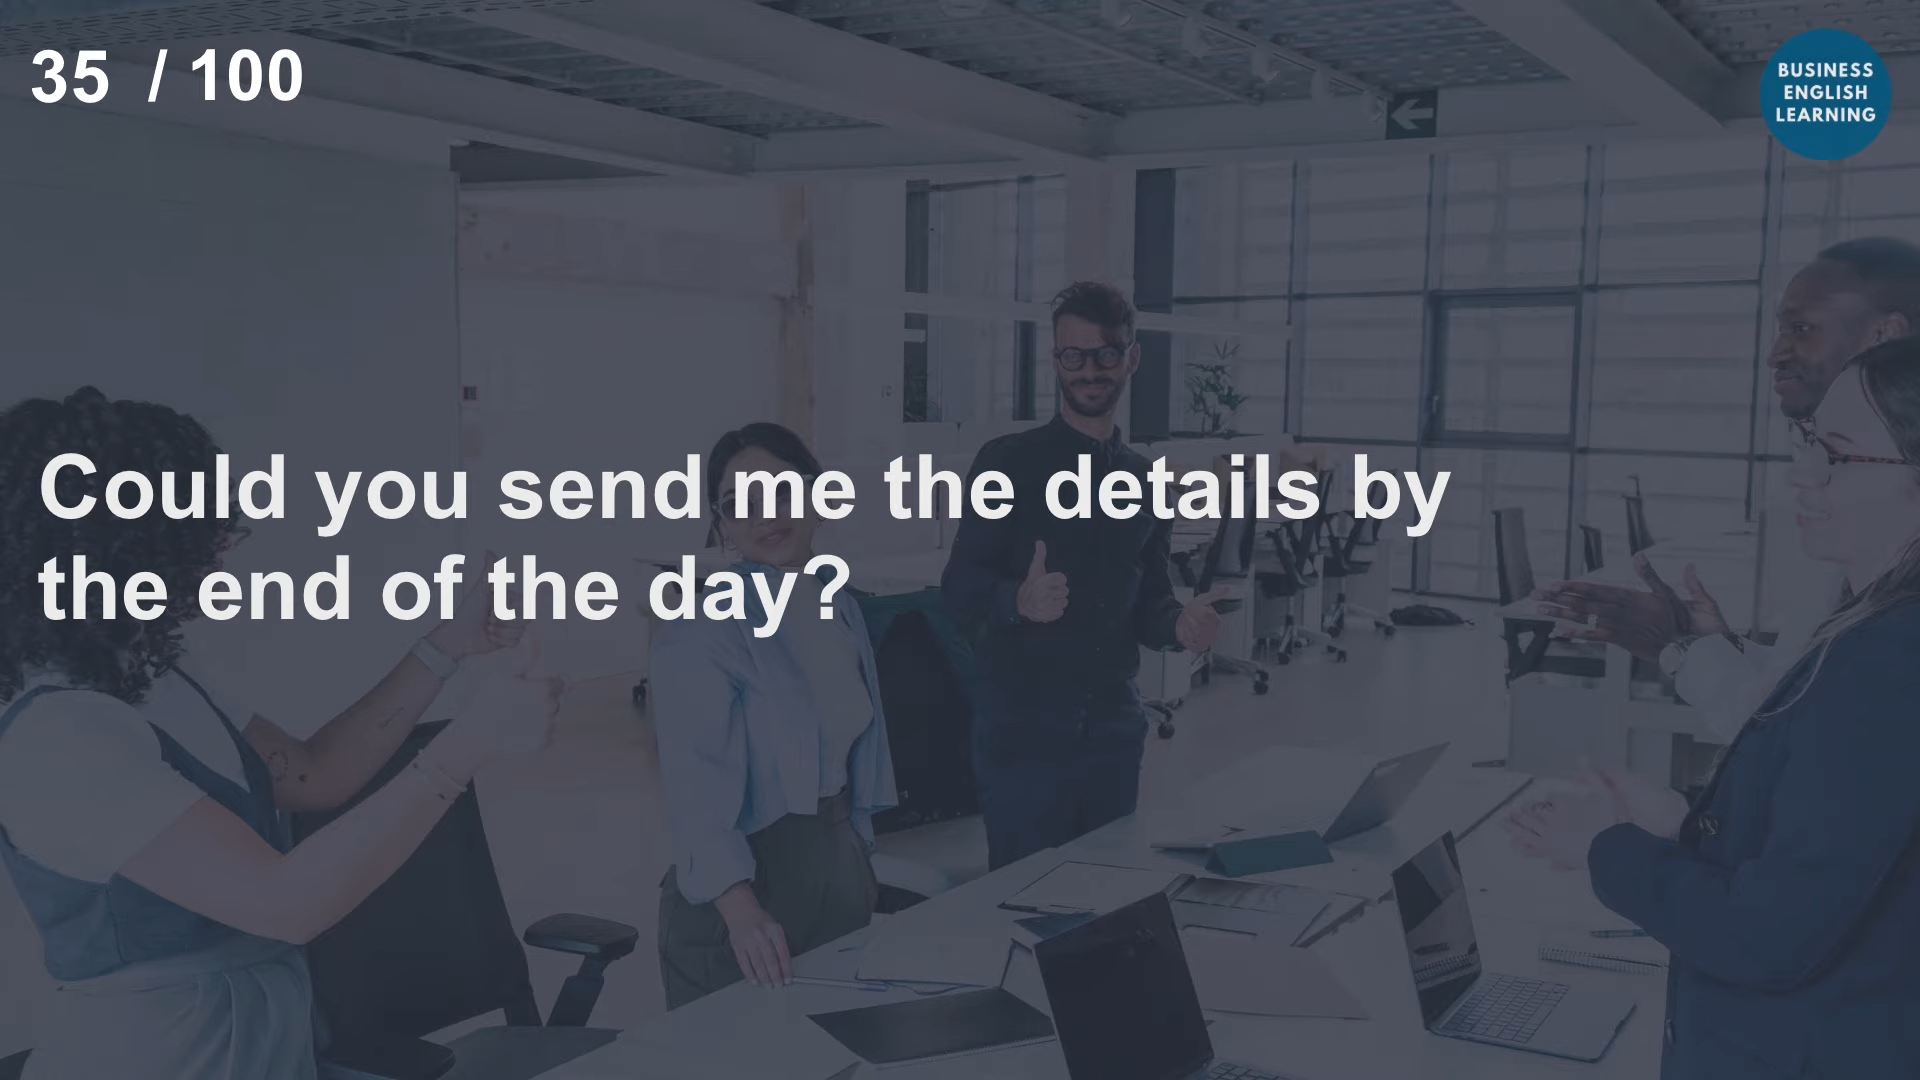 35 / 100
BUSINESS
ENGLISH
LEARNING
Could you send me the details by
the end of the day?